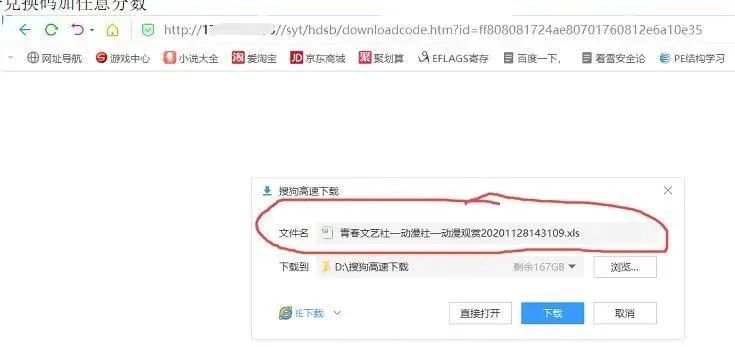 兑换码加任意分数
http://17
/syt/hdsb/downloadcode.htm?id=ff808081724ae80701760812e6a10e35
网址导航 游戏中心 小说大全 爱淘宝 京东商城 聚划算 EFLAGS寄存 百度一下, 看雪安全论 PE结构学习
搜狗高速下载
文件名 青春文艺社—动漫社—动漫观赏20201128143109.xls
下载到 D:\搜狗高速下载 剩余167GB 浏览...
IE下载 直接打开 下载 取消